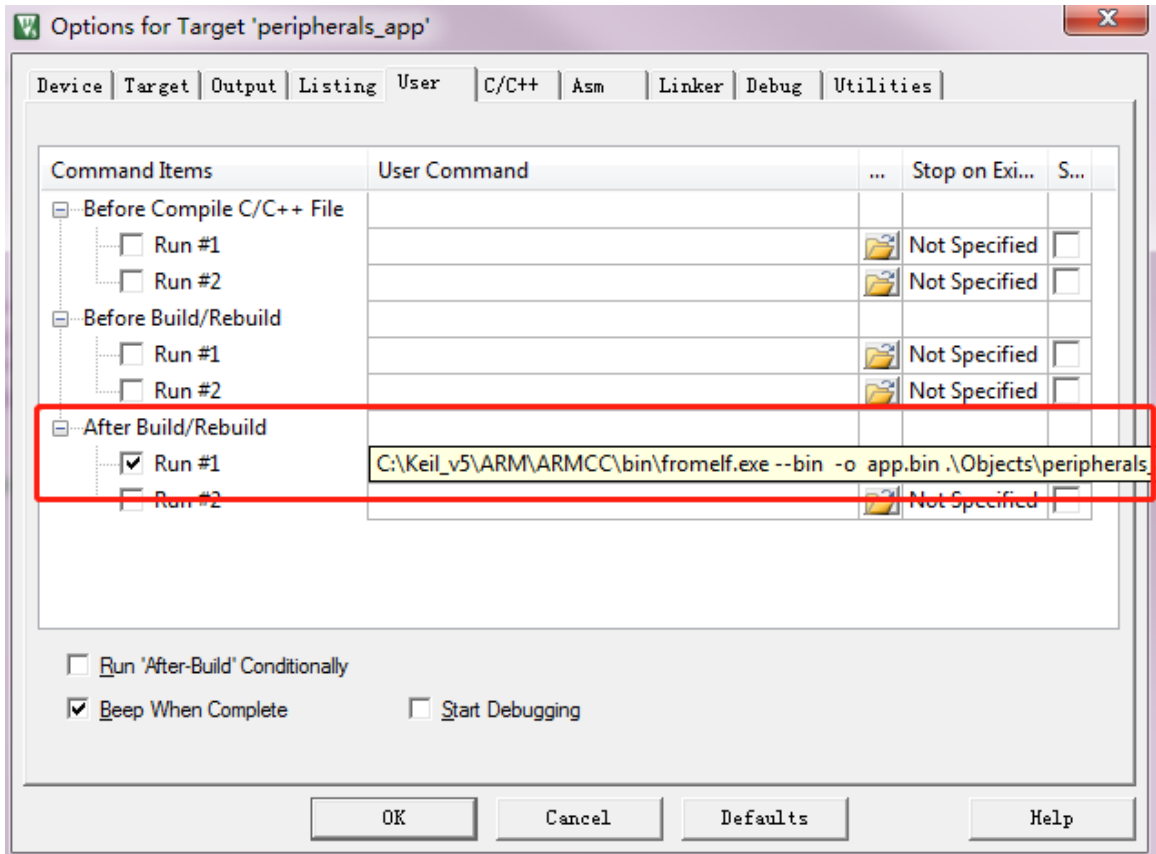 Options for Target 'peripherals_app'
Device Target Output Listing User C/C++ Asm Linker Debug Utilities
Command Items User Command ... Stop on Exi... S...
Before Compile C/C++ File
Run #1 Not Specified
Run #2 Not Specified
Before Build/Rebuild
Run #1 Not Specified
Run #2 Not Specified
After Build/Rebuild
Run #1 C:\Keil_v5\ARM\ARMCC\bin\fromelf.exe --bin -o app.bin .\Objects\peripherals_
Run #2 Not Specified
Run 'After-Build' Conditionally
Beep When Complete Start Debugging
OK Cancel Defaults Help